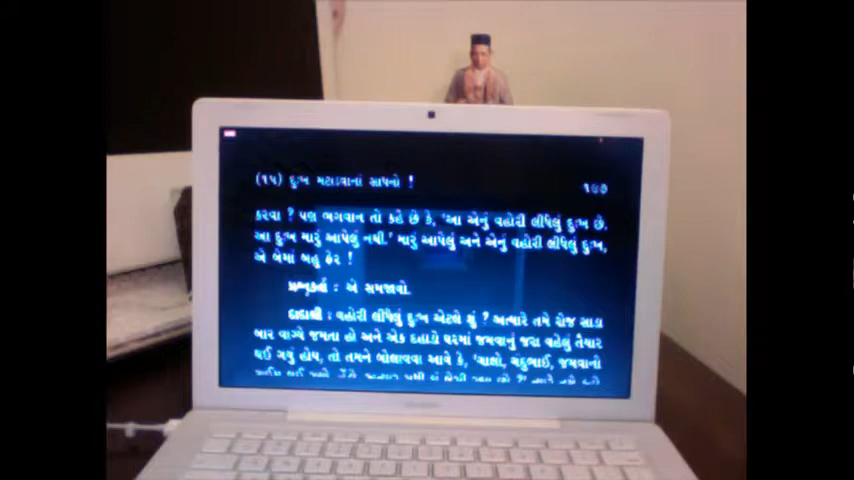 (૧૫) દુઃખ મટાડવાનાં સાધનો ! ૧૭૭
કરવા ? પણ ભગવાન તો કહે છે કે, ‘આ એનું વહોરી લીધેલું દુઃખ છે.
આ દુઃખ મારું આપેલું નથી.’ મારું આપેલું અને એનું વહોરી લીધેલું દુઃખ,
એ બેમાં બહુ ફેર !
પ્રશ્નકર્તા : એ સમજાવો.
દાદાશ્રી : વહોરી લીધેલું દુઃખ એટલે શું ? અત્યારે તમે રોજ સાડા
બાર વાગ્યે જમતા હો અને એક દહાડો ઘરમાં જમવાનું જરા વહેલું તૈયાર
થઈ ગયું હોય, તો તમને બોલાવવા આવે કે, ‘ચાલો, ચંદુભાઈ, જમવાનો